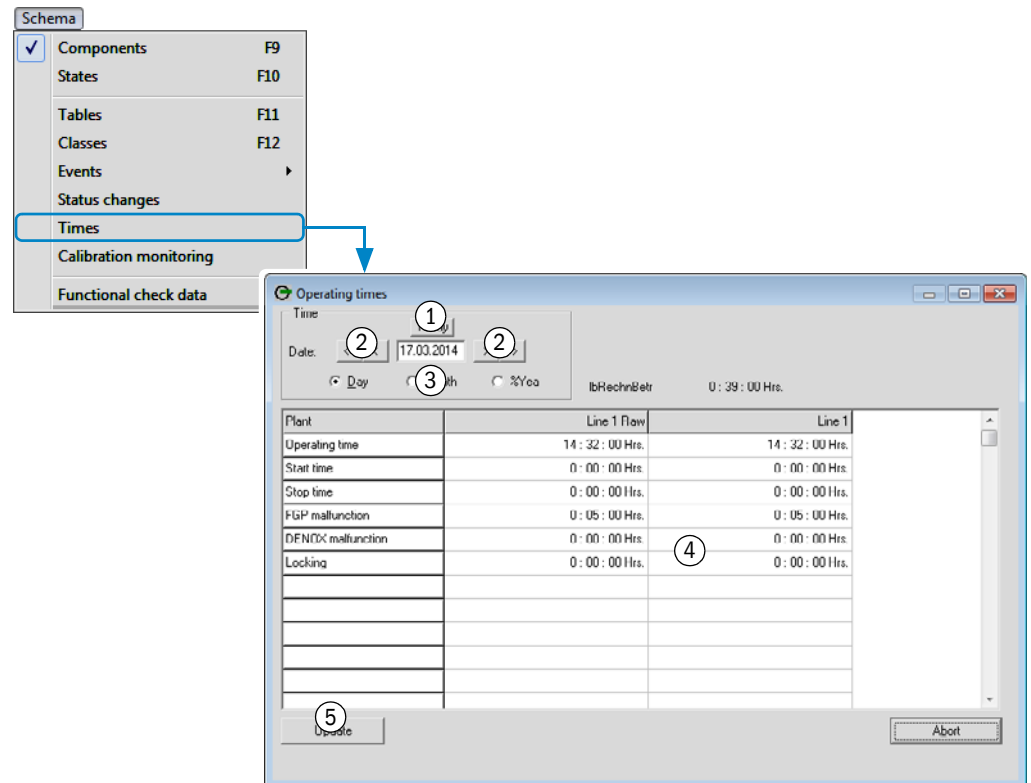 Schema
✓ Components F9
States F10
Tables F11
Classes F12
Events
Status changes
Times
Calibration monitoring
Functional check data
Operating times
Time
1
Date: 2 17.03.2014 2
Day 3 %Yea
lbRechnBetr 0 : 39 : 00 Hrs.
Plant Line 1 Raw Line 1
Operating time 14 : 32 : 00 Hrs. 14 : 32 : 00 Hrs.
Start time 0 : 00 : 00 Hrs. 0 : 00 : 00 Hrs.
Stop time 0 : 00 : 00 Hrs. 0 : 00 : 00 Hrs.
FGP malfunction 0 : 05 : 00 Hrs. 0 : 05 : 00 Hrs.
DENOX malfunction 0 : 00 : 00 Hrs. 0 : 00 : 00 Hrs.
4
Locking 0 : 00 : 00 Hrs. 0 : 00 : 00 Hrs.
5
Update Abort